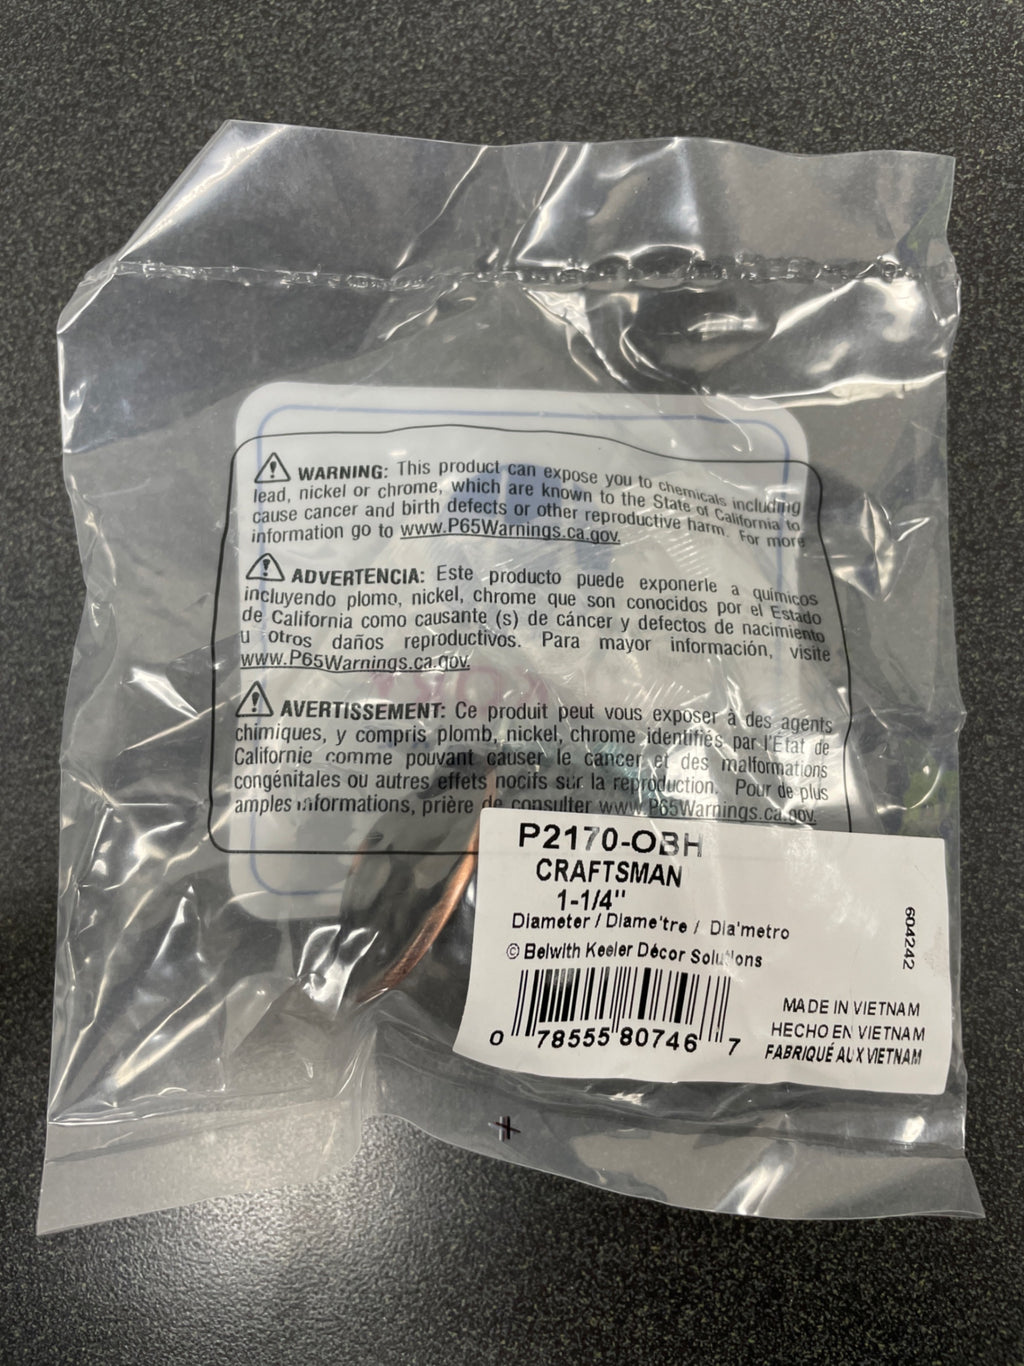 WARNING: This product can expose you to chemicals including
lead, nickel or chrome, which are known to the State of California to
cause cancer and birth defects or other reproductive harm. For more
information go to www.P65Warnings.ca.gov.
ADVERTENCIA: Este producto puede exponerle a químicos
incluyendo plomo, nickel, chrome que son conocidos por el Estado
de California como causante (s) de cáncer y defectos de nacimiento
u otros daños reproductivos. Para mayor información, visite
www.P65Warnings.ca.gov.
AVERTISSEMENT: Ce produit peut vous exposer à des agents
chimiques, y compris plomb, nickel, chrome identifiés par l'État de
Californie comme pouvant causer le cancer et des malformations
congénitales ou autres effets nocifs sur la reproduction. Pour de plus
amples informations, prière de consulter www.P65Warnings.ca.gov.
P2170-OBH
CRAFTSMAN
1-1/4"
Diameter / Diame'tre / Dia'metro
© Belwith Keeler Décor Solutions
0 78555 80746 7
604242
MADE IN VIETNAM
HECHO EN VIETNAM
FABRIQUÉ AUX VIETNAM